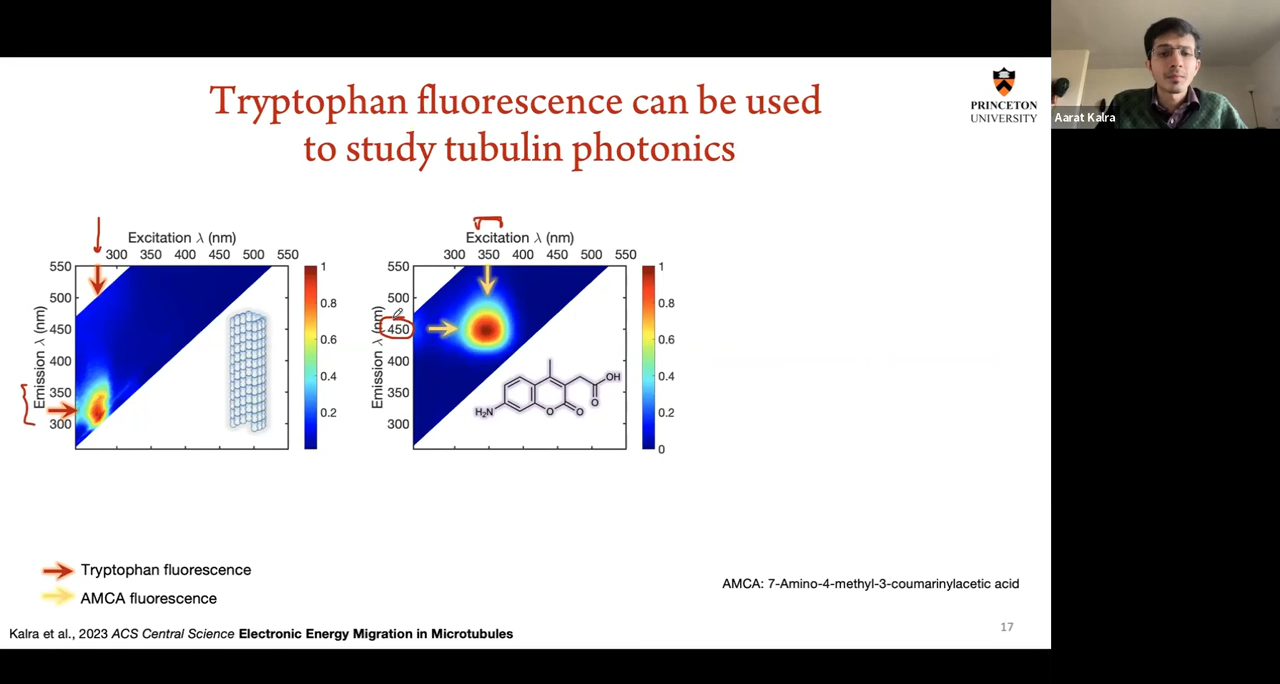 Tryptophan fluorescence can be used
to study tubulin photonics
PRINCETON
UNIVERSITY
Aarat Kalra
Excitation λ (nm)
300 350 400 450 500 550
550
500
450
400
350
300
Emission λ (nm)
1
0.8
0.6
0.4
0.2
Excitation λ (nm)
300 350 400 450 500 550
550
500
450
400
350
300
Emission λ (nm)
1
0.8
0.6
0.4
0.2
0
OH
O
H₂N
O
O
Tryptophan fluorescence
AMCA fluorescence
AMCA: 7-Amino-4-methyl-3-coumarinylacetic acid
Kalra et al., 2023 ACS Central Science Electronic Energy Migration in Microtubules
17